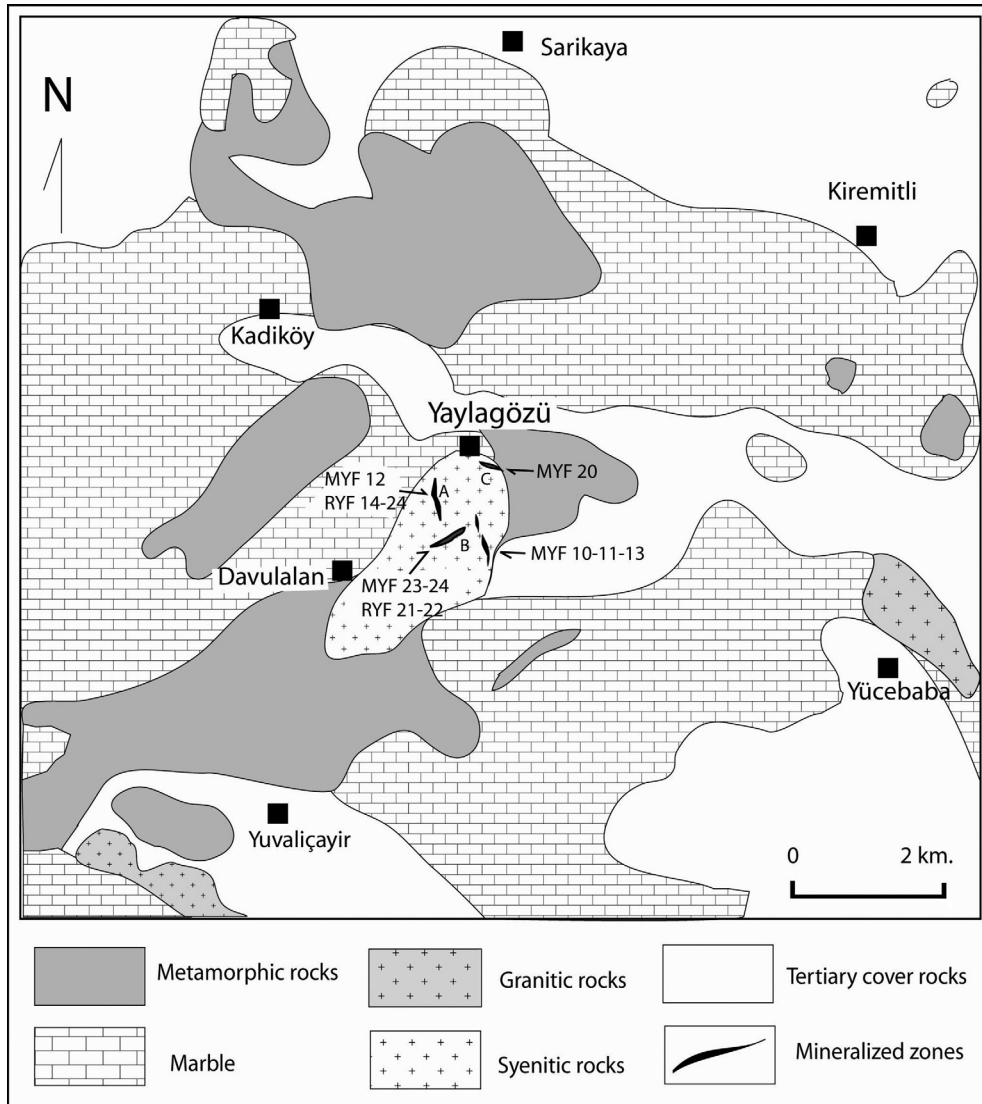 Sarikaya
N
Kiremitli
Kadiköy
Yaylagözü
MYF 20
C
MYF 12
RYF 14-24
A
B
MYF 10-11-13
Davulalan
MYF 23-24
RYF 21-22
Yücebaba
Yuvaliçayir
0 2 km.
Metamorphic rocks
Granitic rocks
Tertiary cover rocks
Marble
Syenitic rocks
Mineralized zones